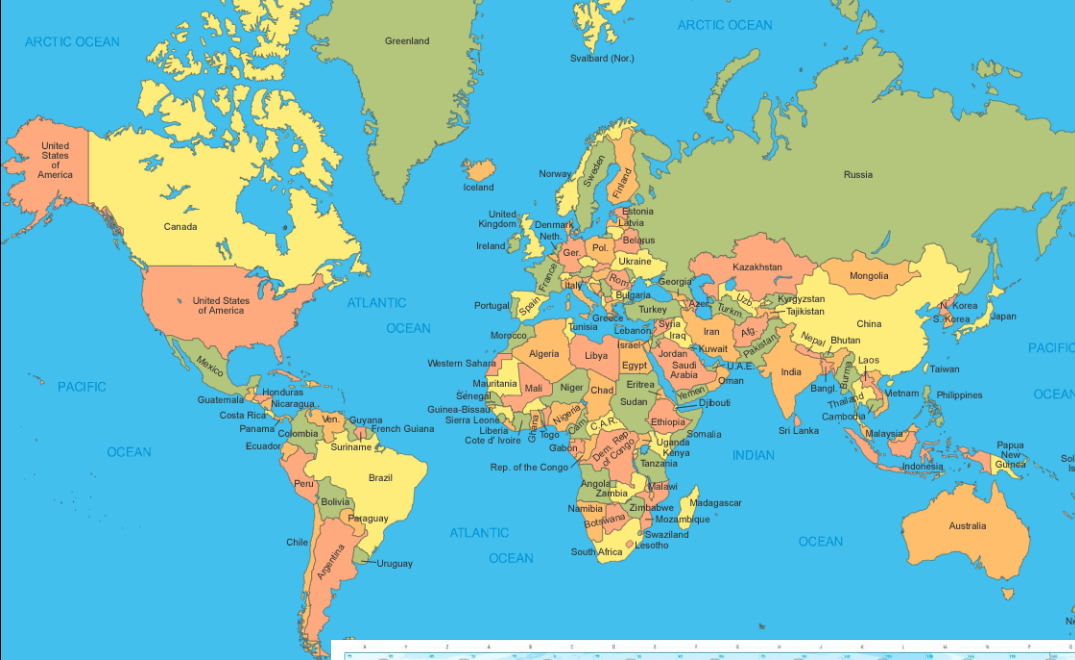 ARCTIC OCEAN
Greenland
Svalbard (Nor.)
ARCTIC OCEAN
United
States
of
America
Canada
Iceland
Norway
Sweden
Finland
Russia
United
Kingdom
Ireland
Denmark
Neth.
Estonia
Latvia
Belarus
Ger.
Pol.
Ukraine
France
Rom.
Italy
Bulgaria
Spain
Portugal
Greece
Turkey
Georgia
Azer.
Kazakhstan
Uzb.
Turkm.
Kyrgyzstan
Tajikistan
Mongolia
China
N. Korea
S. Korea
Japan
United States
of America
ATLANTIC
OCEAN
PACIFIC
OCEAN
PACIFIC
OCEAN
Mexico
Guatemala
Honduras
Nicaragua
Costa Rica
Panama
Ven.
Guyana
French Guiana
Suriname
Colombia
Ecuador
Peru
Brazil
Bolivia
Paraguay
Chile
Argentina
Uruguay
Morocco
Tunisia
Algeria
Libya
Egypt
Western Sahara
Mauritania
Mali
Niger
Chad
Sudan
Eritrea
Senegal
Guinea-Bissau
Sierra Leone
Liberia
Cote d' Ivoire
Ghana
Togo
Nigeria
Cam.
C.A.R.
Ethiopia
Djibouti
Somalia
Gabon
Rep. of the Congo
Dem. Rep
of Congo
Uganda
Kenya
Tanzania
Angola
Zambia
Malawi
Namibia
Botswana
Zimbabwe
Mozambique
Madagascar
Swaziland
Lesotho
South Africa
Lebanon
Israel
Syria
Iraq
Jordan
Kuwait
Saudi
Arabia
Iran
U.A.E.
Oman
Yemen
Afg.
Pakistan
India
Nepal
Bhutan
Bangl.
Burma
Laos
Thailand
Vietnam
Cambodia
Sri Lanka
Taiwan
Philippines
Malaysia
Indonesia
Papua
New
Guinea
INDIAN
OCEAN
ATLANTIC
OCEAN
Australia